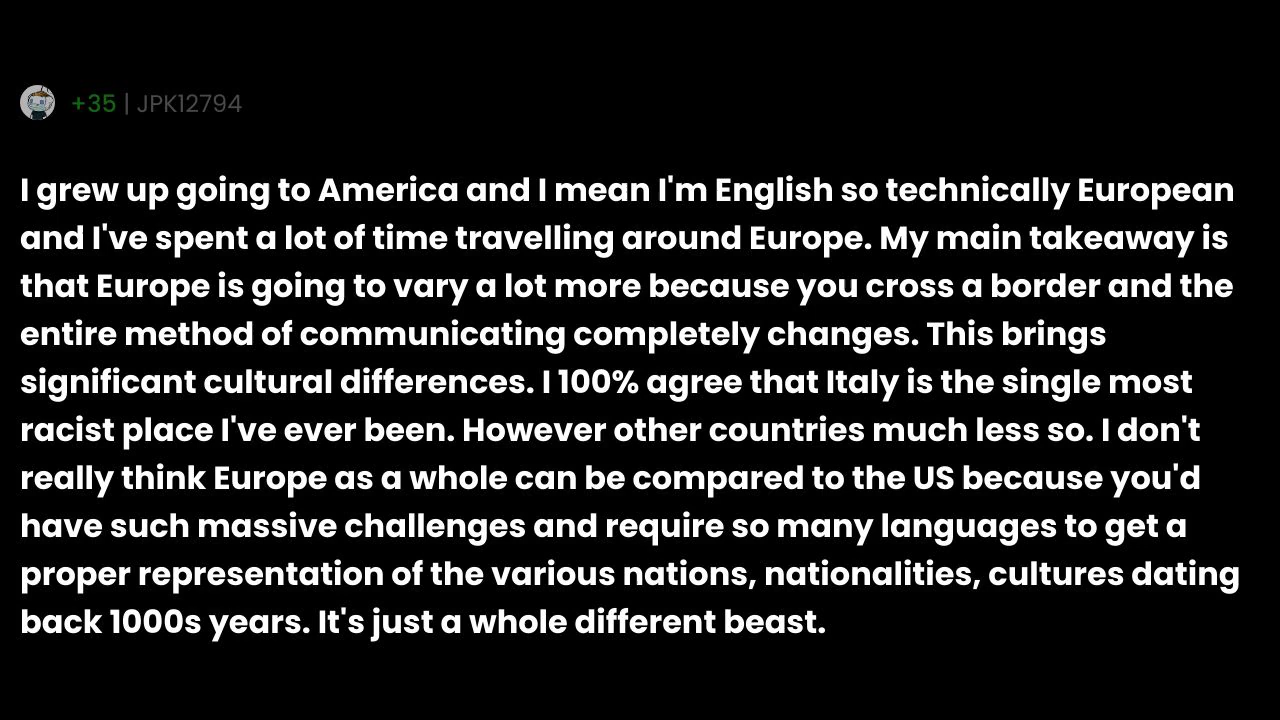 +35 | JPK12794
I grew up going to America and I mean I'm English so technically European
and I've spent a lot of time travelling around Europe. My main takeaway is
that Europe is going to vary a lot more because you cross a border and the
entire method of communicating completely changes. This brings
significant cultural differences. I 100% agree that Italy is the single most
racist place I've ever been. However other countries much less so. I don't
really think Europe as a whole can be compared to the US because you'd
have such massive challenges and require so many languages to get a
proper representation of the various nations, nationalities, cultures dating
back 1000s years. It's just a whole different beast.